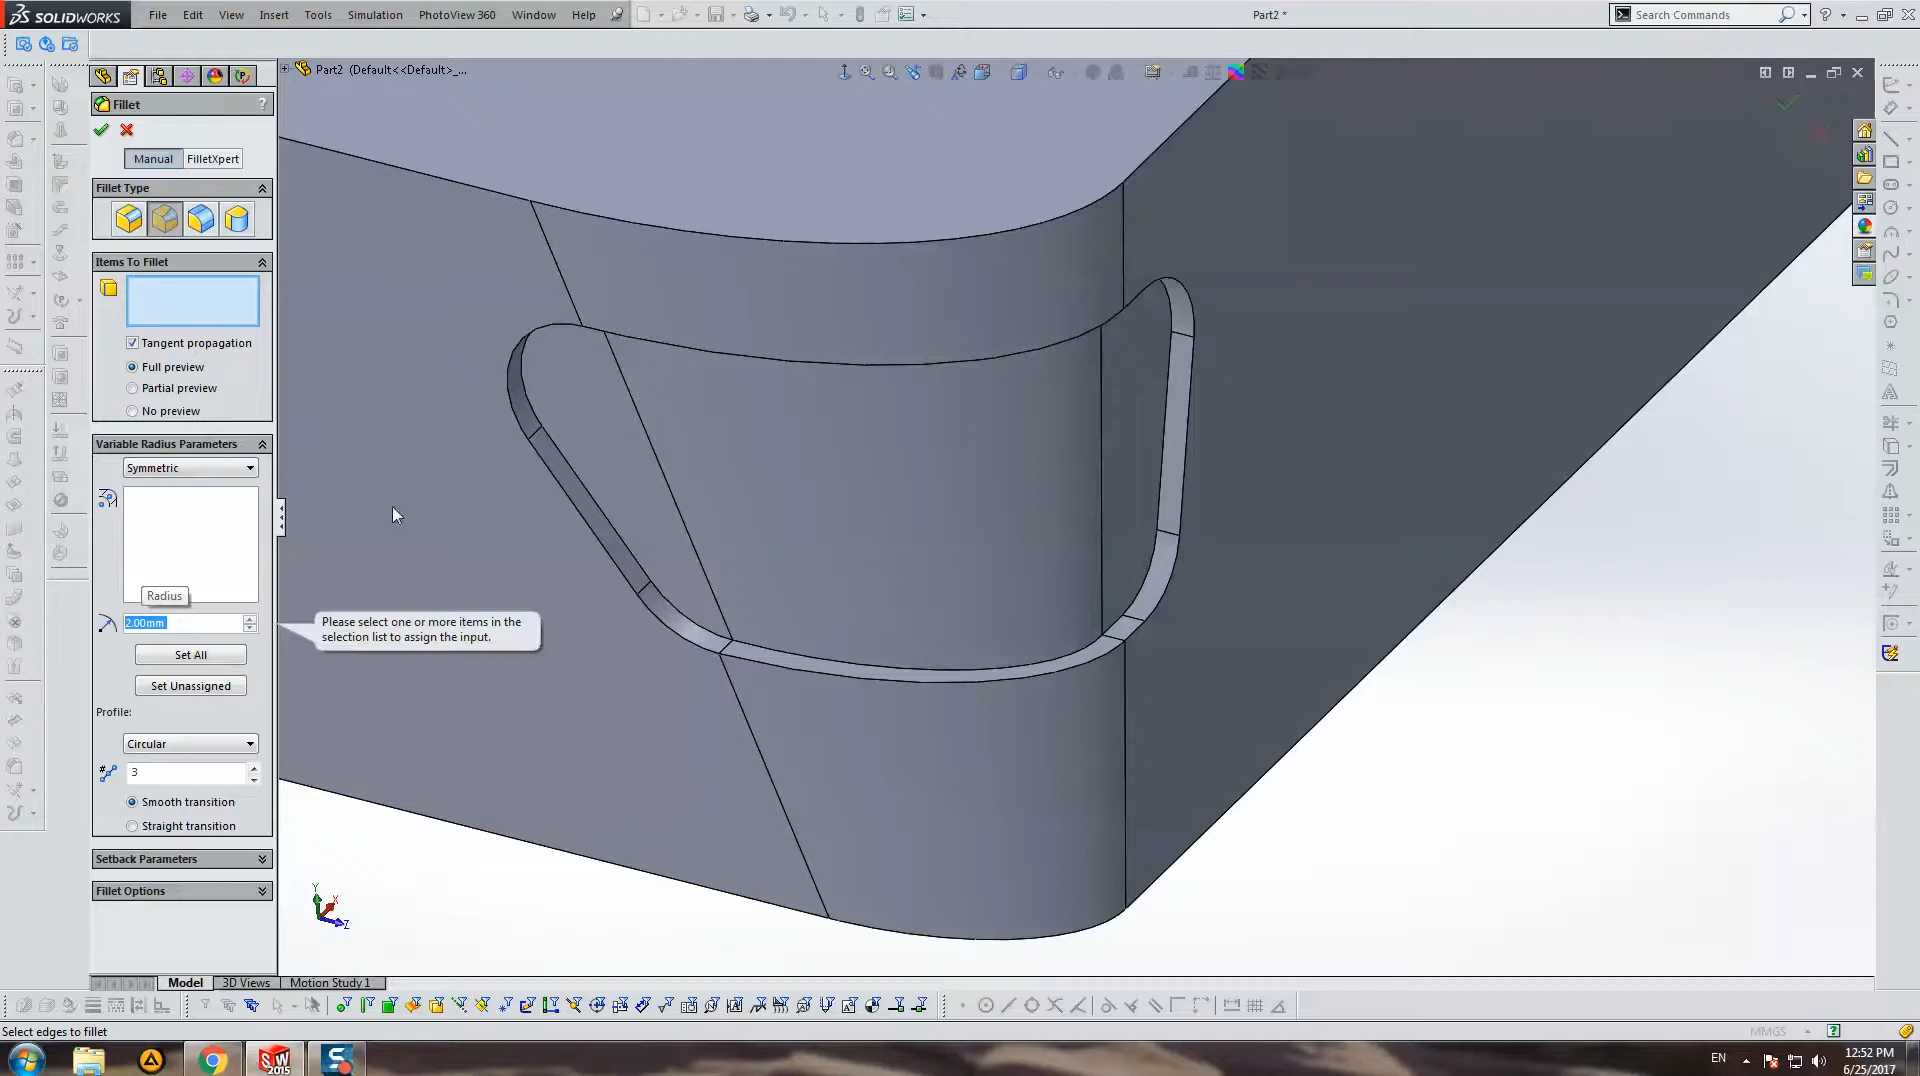 SOLIDWORKS File Edit View Insert Tools Simulation PhotoView 360 Window Help Part2 * Search Commands
Part2 (Default<<Default>_...
Fillet ?
Manual FilletXpert
Fillet Type
Items To Fillet
Tangent propagation
Full preview
Partial preview
No preview
Variable Radius Parameters
Symmetric
Radius
2.00mm
Please select one or more items in the
selection list to assign the input.
Set All
Set Unassigned
Profile:
Circular
3
Smooth transition
Straight transition
Setback Parameters
Fillet Options
Y
X
Z
Model 3D Views Motion Study 1
Select edges to fillet MMGS
EN 12:52 PM
6/25/2017